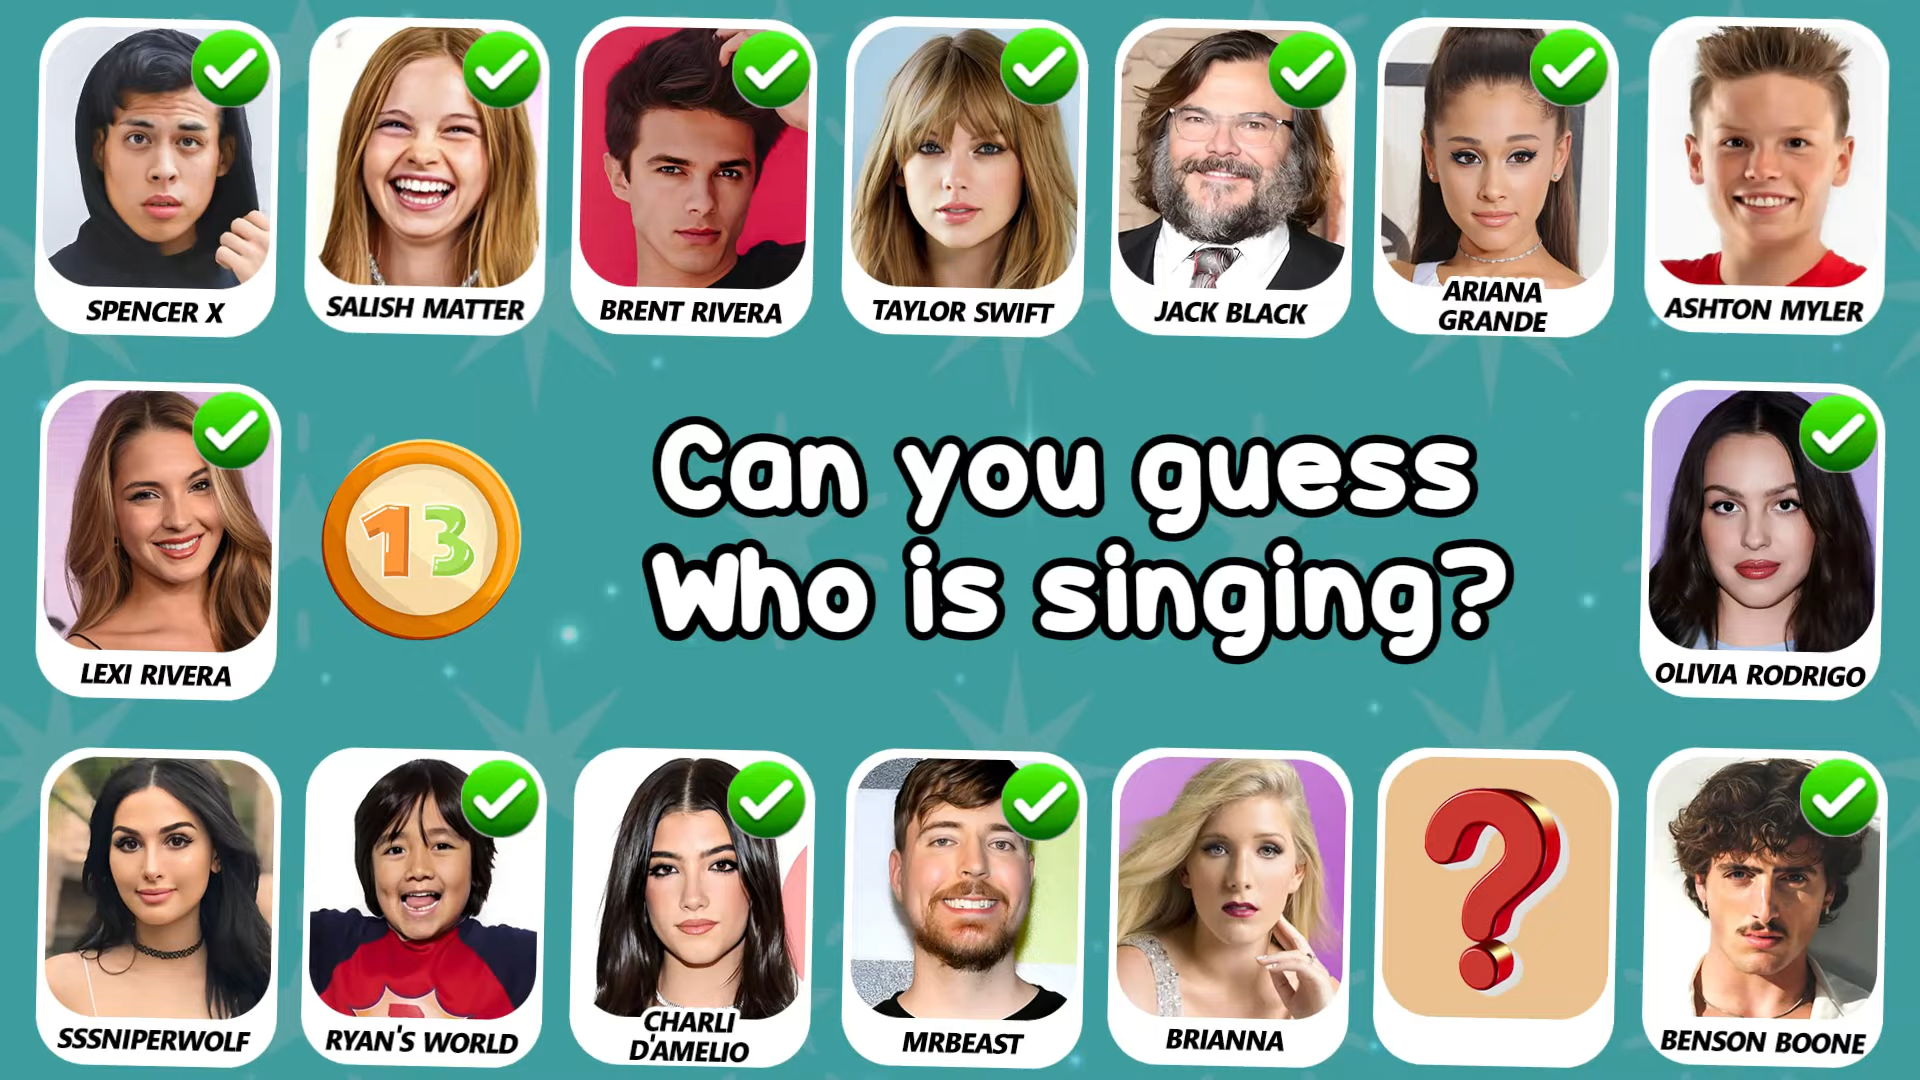 SPENCER X
SALISH MATTER
BRENT RIVERA
TAYLOR SWIFT
JACK BLACK
ARIANA
GRANDE
ASHTON MYLER
LEXI RIVERA
13
Can you guess
Who is singing?
OLIVIA RODRIGO
SSSNIPERWOLF
RYAN'S WORLD
CHARLI
D'AMELIO
MRBEAST
BRIANNA
?
BENSON BOONE